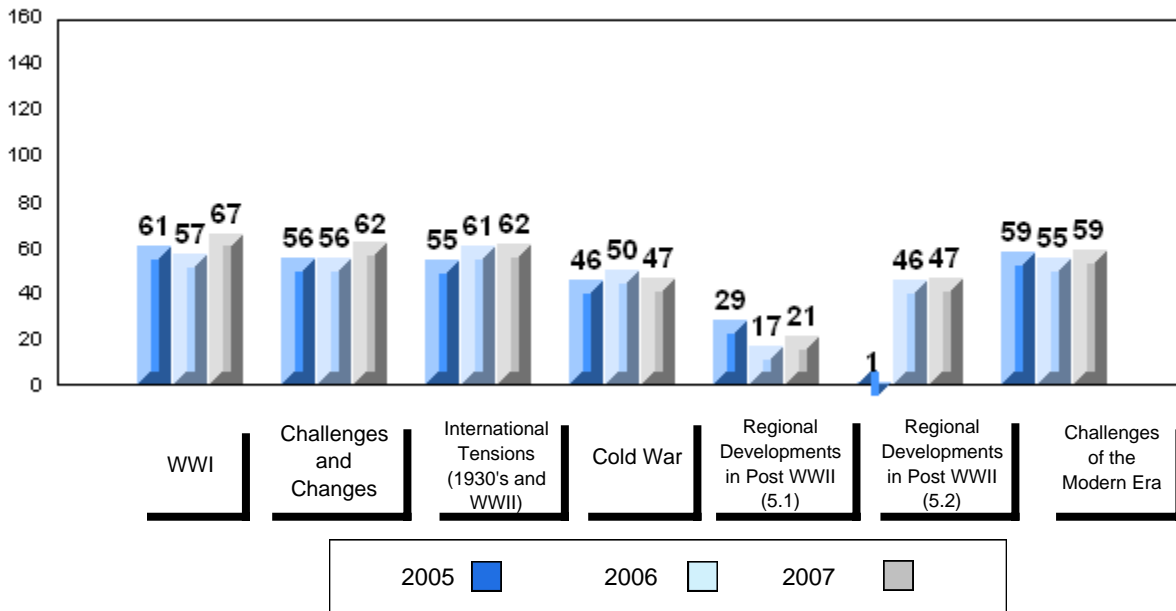 160
140
120
100
80
60
40
20
0
61 57 67
56 56 62
55 61 62
46 50 47
29 17 21
1 46 47
59 55 59
WWI
Challenges
and
Changes
International
Tensions
(1930's and
WWII)
Cold War
Regional
Developments
in Post WWII
(5.1)
Regional
Developments
in Post WWII
(5.2)
Challenges
of the
Modern Era
2005 2006 2007